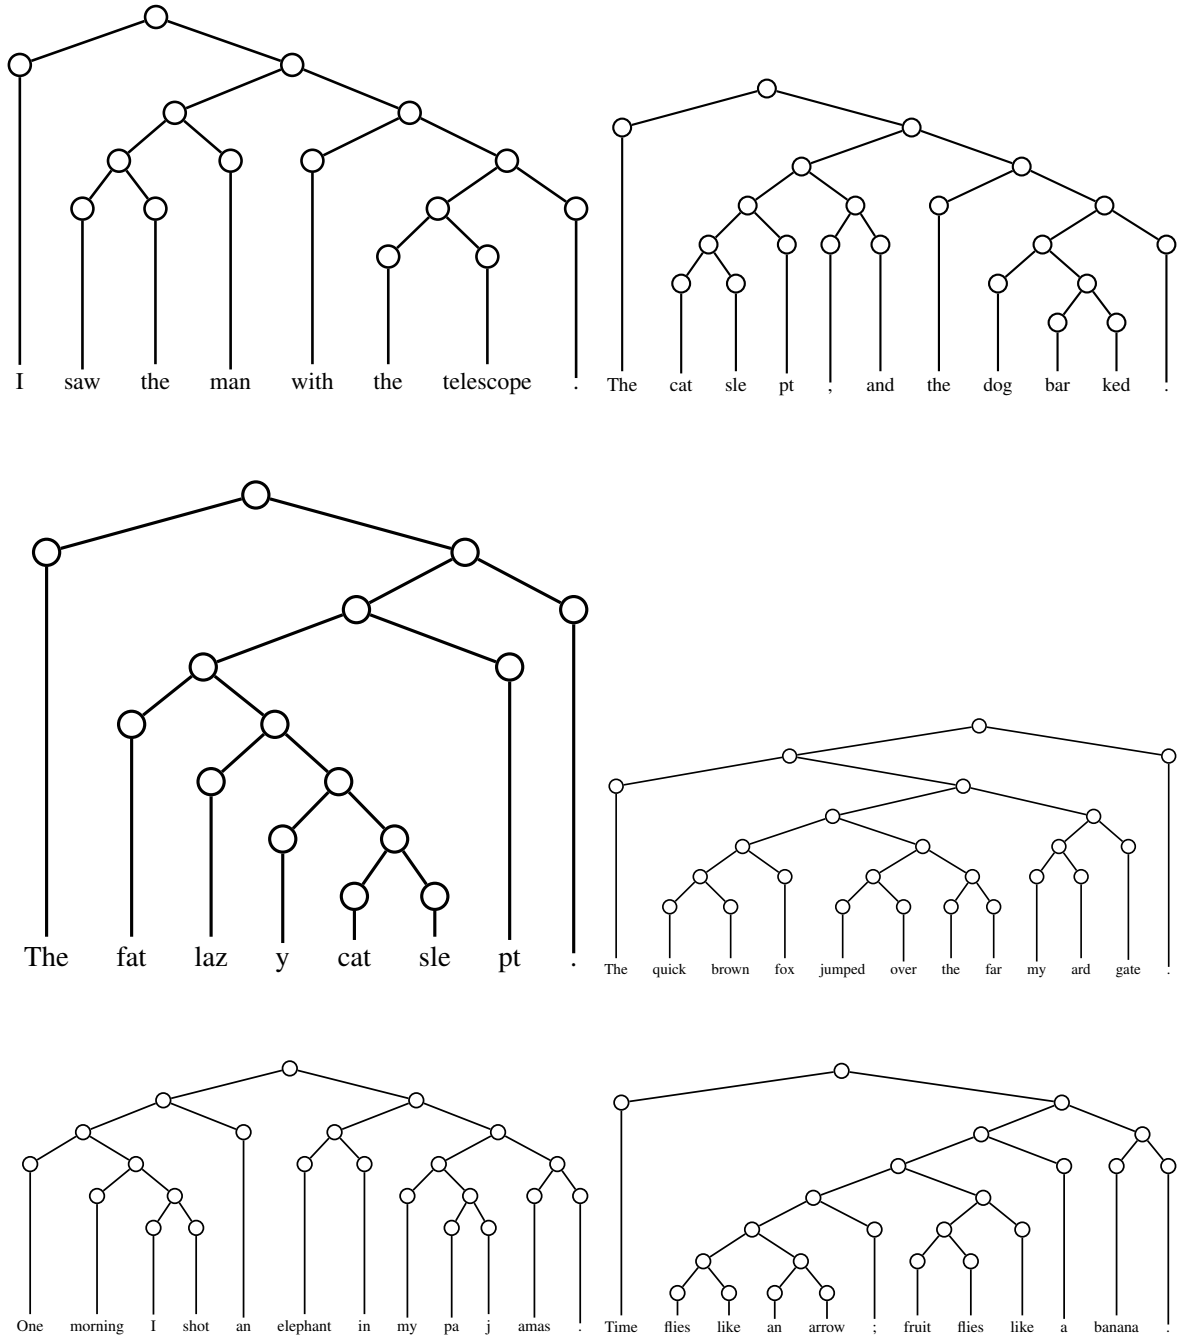 I saw the man with the telescope .
The cat sle pt , and the dog bar ked .
The fat laz y cat sle pt .
The quick brown fox jumped over the far my ard gate .
One morning I shot an elephant in my pa j amas .
Time flies like an arrow ; fruit flies like a banana .